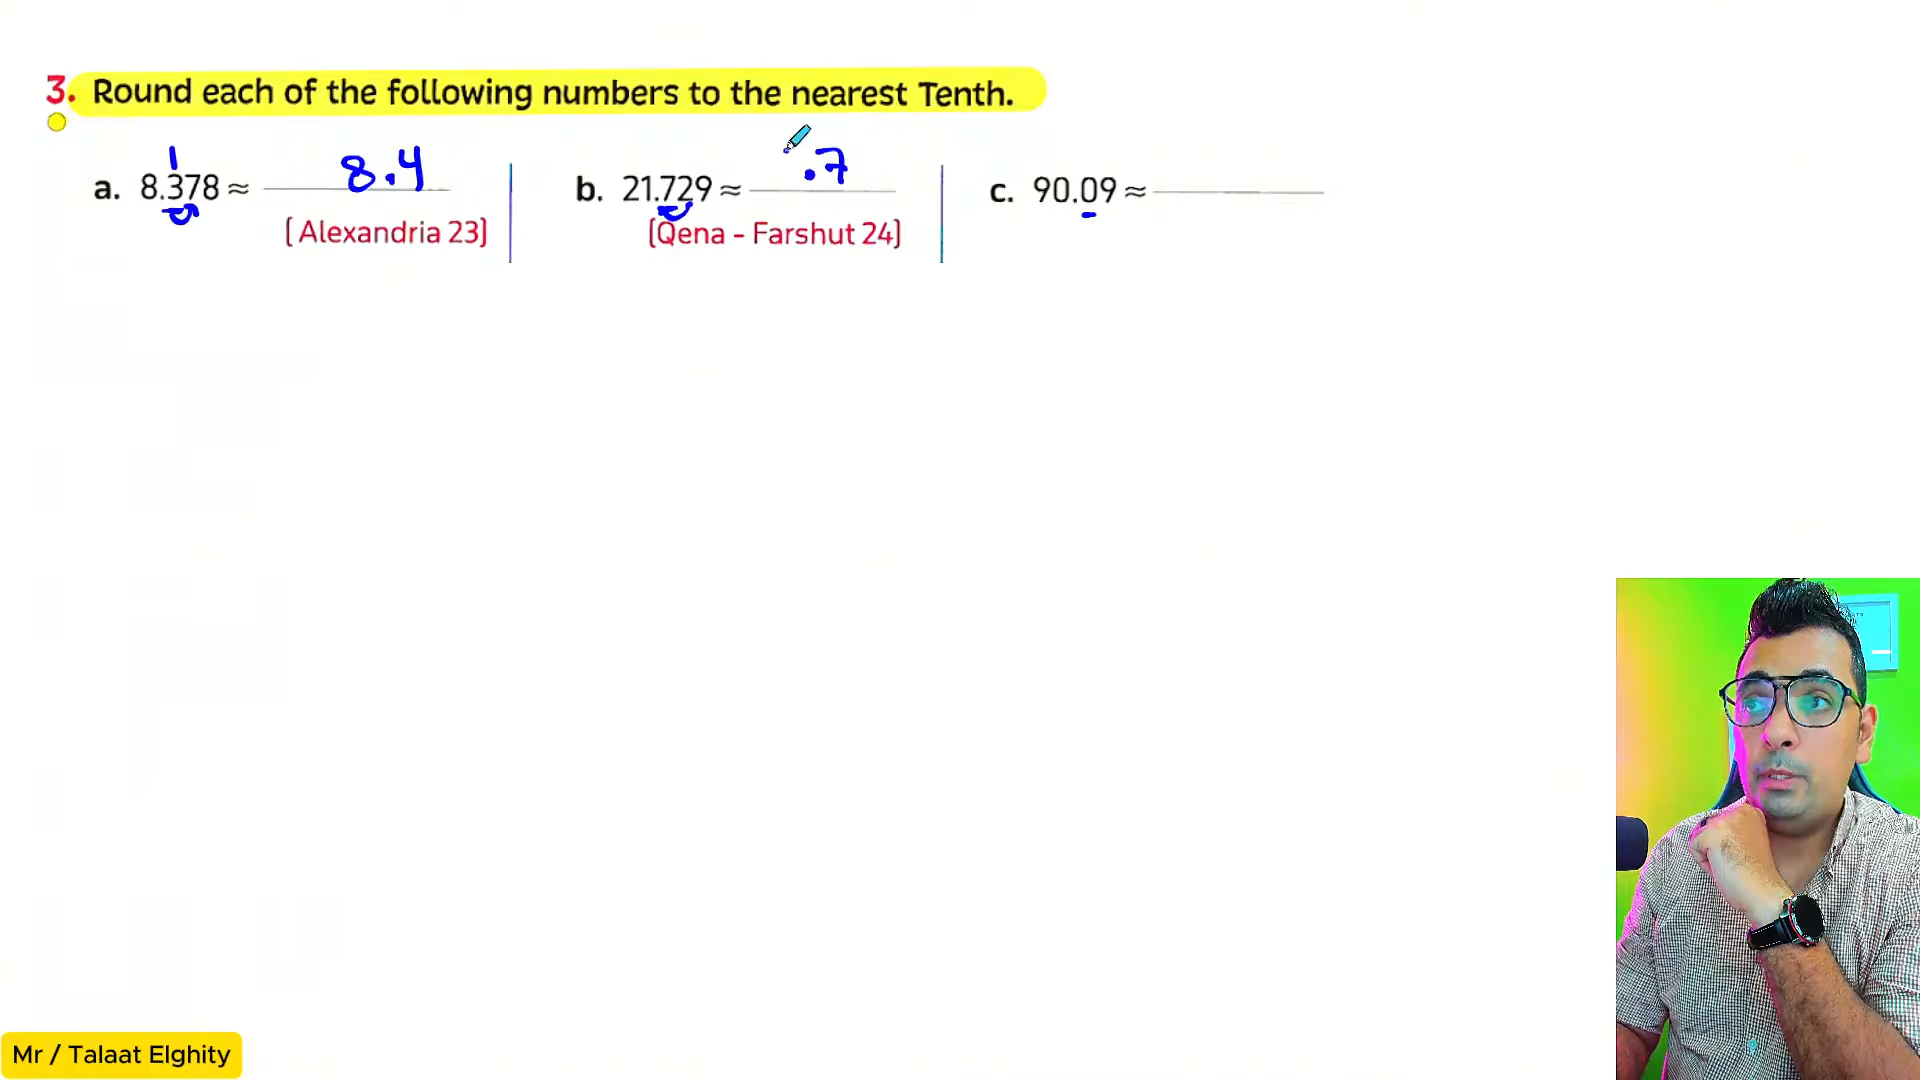 3. Round each of the following numbers to the nearest Tenth.
1
a. 8.378 ≈ 8.4
[Alexandria 23]
b. 21.729 ≈ .7
[Qena - Farshut 24]
c. 90.09 ≈
Mr / Talaat Elghity